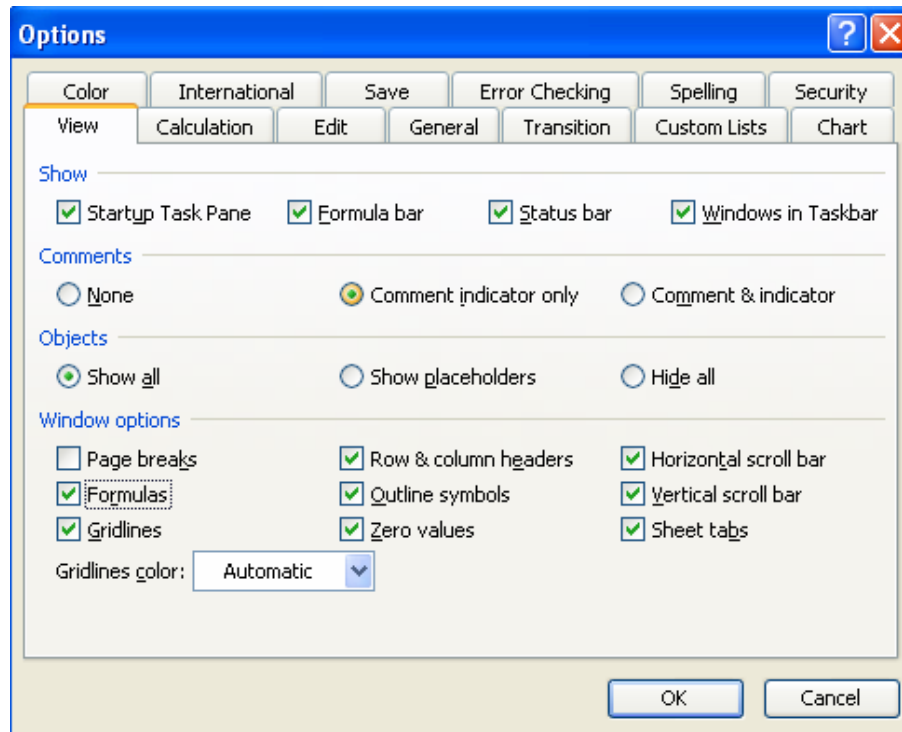 Options
Color International Save Error Checking Spelling Security
View Calculation Edit General Transition Custom Lists Chart
Show
Startup Task Pane Formula bar Status bar Windows in Taskbar
Comments
None Comment indicator only Comment & indicator
Objects
Show all Show placeholders Hide all
Window options
Page breaks Row & column headers Horizontal scroll bar
Formulas Outline symbols Vertical scroll bar
Gridlines Zero values Sheet tabs
Gridlines color: Automatic
OK Cancel